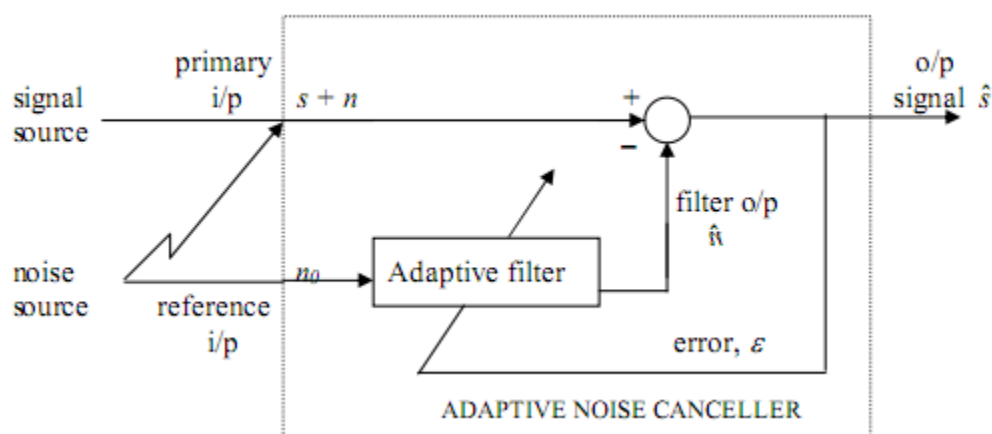 primary
i/p
signal
source
s + n
+
−
o/p
signal ŝ
filter o/p
n̂
noise
source
n₀
reference
i/p
Adaptive filter
error, ε
ADAPTIVE NOISE CANCELLER